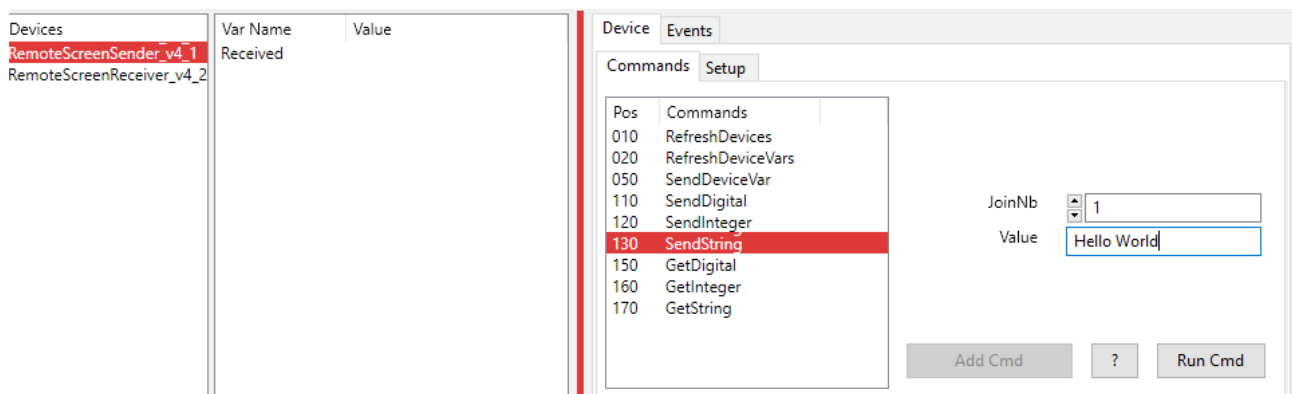 Devices
RemoteScreenSender_v4_1
RemoteScreenReceiver_v4_2
Var Name Value
Received
Device Events
Commands Setup
Pos Commands
010 RefreshDevices
020 RefreshDeviceVars
050 SendDeviceVar
110 SendDigital
120 SendInteger
130 SendString
150 GetDigital
160 GetInteger
170 GetString
JoinNb 1
Value Hello World
Add Cmd ? Run Cmd